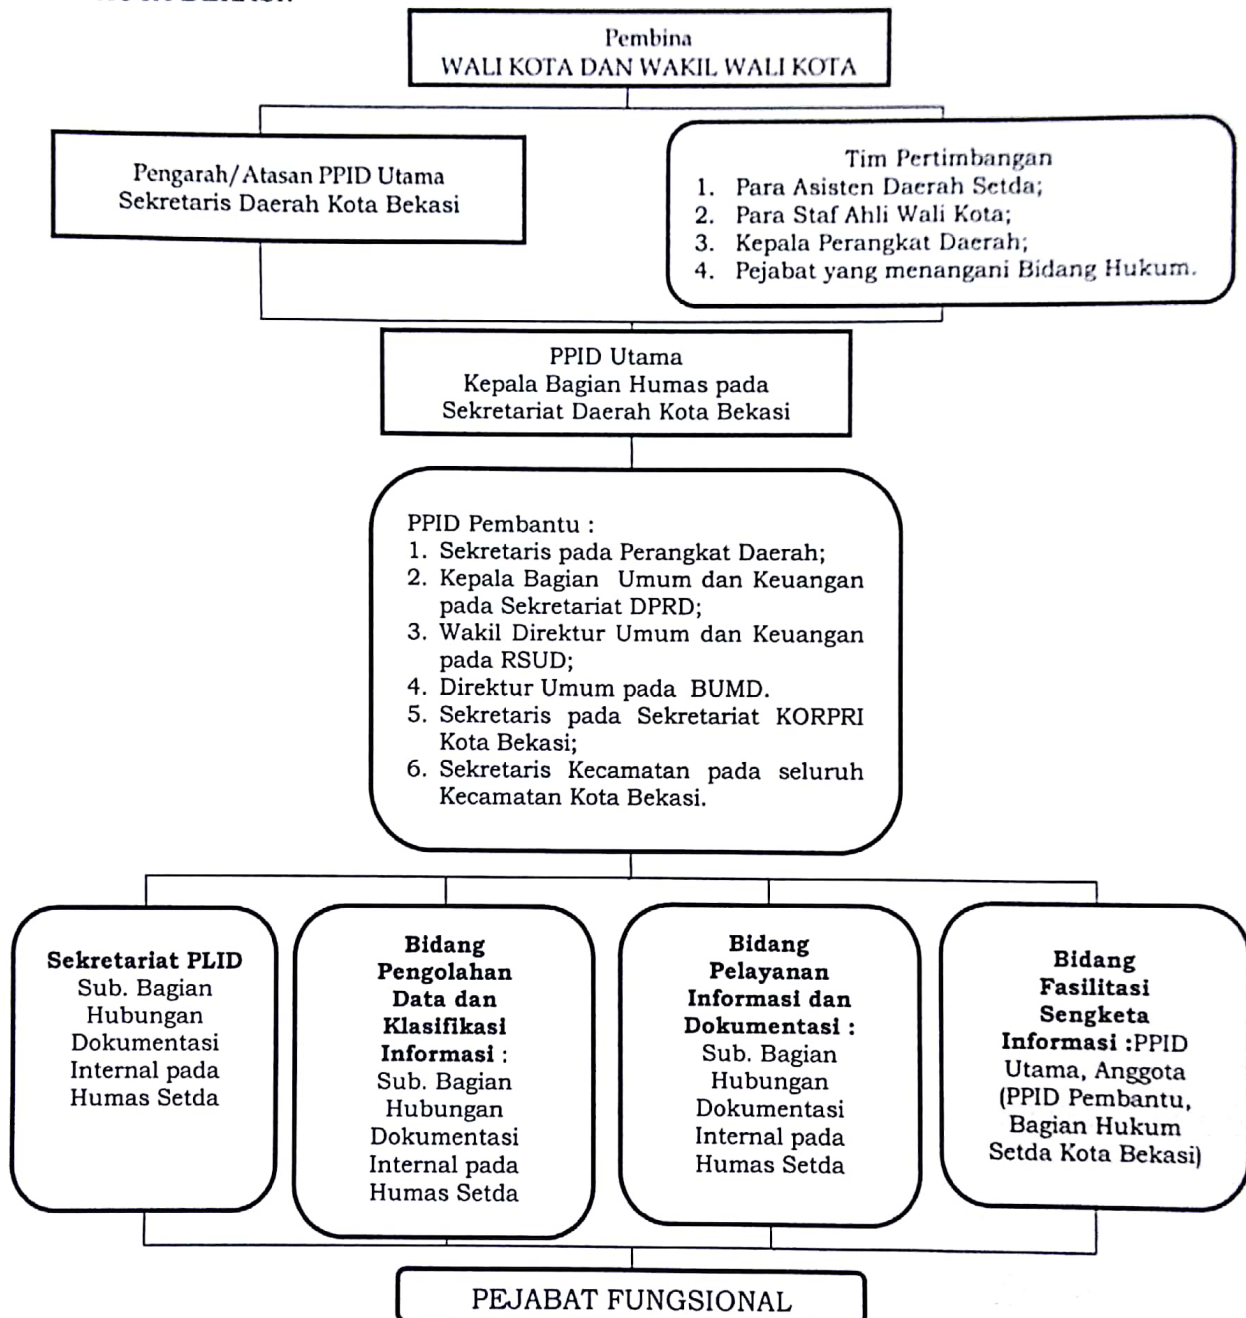 Pembina
WALI KOTA DAN WAKIL WALI KOTA
Pengarah/Atasan PPID Utama
Sekretaris Daerah Kota Bekasi
Tim Pertimbangan
1. Para Asisten Daerah Setda;
2. Para Staf Ahli Wali Kota;
3. Kepala Perangkat Daerah;
4. Pejabat yang menangani Bidang Hukum.
PPID Utama
Kepala Bagian Humas pada
Sekretariat Daerah Kota Bekasi
PPID Pembantu :
1. Sekretaris pada Perangkat Daerah;
2. Kepala Bagian Umum dan Keuangan
pada Sekretariat DPRD;
3. Wakil Direktur Umum dan Keuangan
pada RSUD;
4. Direktur Umum pada BUMD.
5. Sekretaris pada Sekretariat KORPRI
Kota Bekasi;
6. Sekretaris Kecamatan pada seluruh
Kecamatan Kota Bekasi.
Sekretariat PLID
Sub. Bagian
Hubungan
Dokumentasi
Internal pada
Humas Setda
Bidang
Pengolahan
Data dan
Klasifikasi
Informasi :
Sub. Bagian
Hubungan
Dokumentasi
Internal pada
Humas Setda
Bidang
Pelayanan
Informasi dan
Dokumentasi :
Sub. Bagian
Hubungan
Dokumentasi
Internal pada
Humas Setda
Bidang
Fasilitasi
Sengketa
Informasi :PPID
Utama, Anggota
(PPID Pembantu,
Bagian Hukum
Setda Kota Bekasi)
PEJABAT FUNGSIONAL